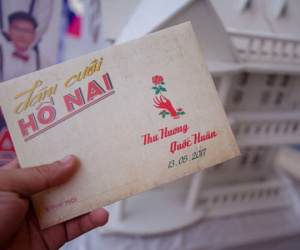 Đám cưới
HỐ NAI
Thu Hương
Quốc Huân
13.05.2017